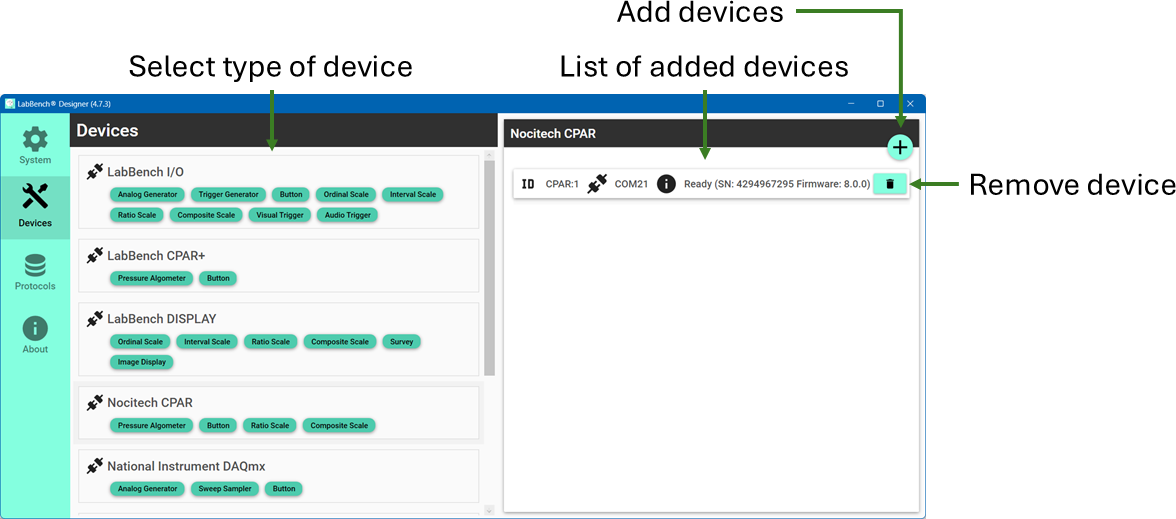 Add devices
Select type of device
List of added devices
LabBench® Designer (4.7.3)
Devices
Nocitech CPAR
System
LabBench I/O
Analog Generator Trigger Generator Button Ordinal Scale Interval Scale
Ratio Scale Composite Scale Visual Trigger Audio Trigger
ID CPAR:1 COM21 Ready (SN: 4294967295 Firmware: 8.0.0)
Remove device
Devices
LabBench CPAR+
Pressure Algometer Button
Protocols
LabBench DISPLAY
Ordinal Scale Interval Scale Ratio Scale Composite Scale Survey
Image Display
About
Nocitech CPAR
Pressure Algometer Button Ratio Scale Composite Scale
National Instrument DAQmx
Analog Generator Sweep Sampler Button